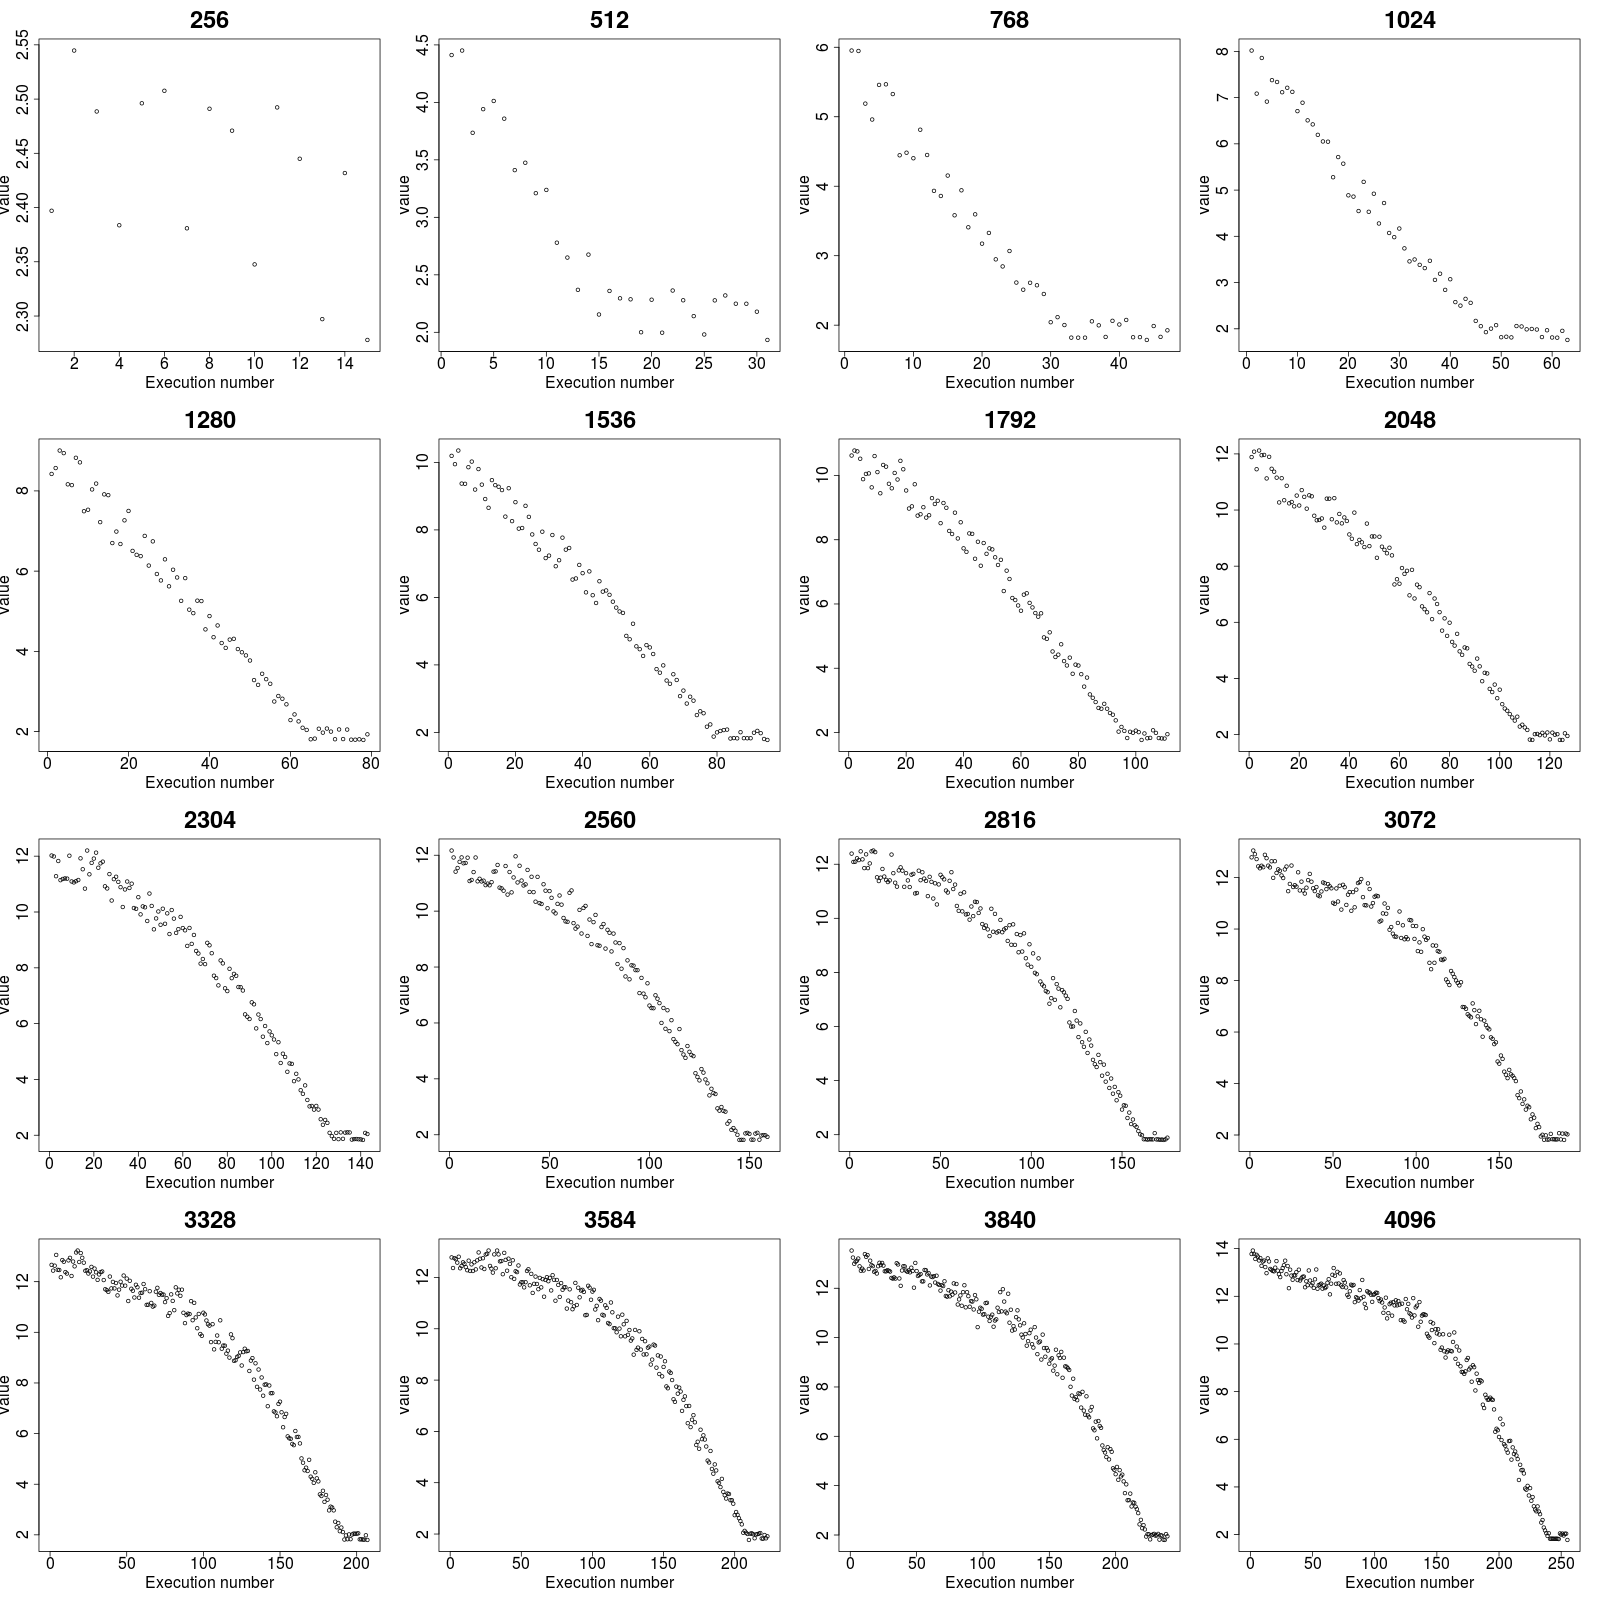 256
512
768
1024
2.30 2.35 2.40 2.45 2.50 2.55
value
2 4 6 8 10 12 14
Execution number
2.0 2.5 3.0 3.5 4.0 4.5
value
0 5 10 15 20 25 30
Execution number
2 3 4 5 6
value
0 10 20 30 40
Execution number
2 3 4 5 6 7 8
value
0 10 20 30 40 50 60
Execution number
1280
1536
1792
2048
2 4 6 8
value
0 20 40 60 80
Execution number
2 4 6 8 10
value
0 20 40 60 80
Execution number
2 4 6 8 10
value
0 20 40 60 80 100
Execution number
2 4 6 8 10 12
value
0 20 40 60 80 100 120
Execution number
2304
2560
2816
3072
2 4 6 8 10 12
value
0 20 40 60 80 100 120 140
Execution number
2 4 6 8 10 12
value
0 50 100 150
Execution number
2 4 6 8 10 12
value
0 50 100 150
Execution number
2 4 6 8 10 12
value
0 50 100 150
Execution number
3328
3584
3840
4096
2 4 6 8 10 12
value
0 50 100 150 200
Execution number
2 4 6 8 10 12
value
0 50 100 150 200
Execution number
2 4 6 8 10 12
value
0 50 100 150 200
Execution number
2 4 6 8 10 12 14
value
0 50 100 150 200 250
Execution number